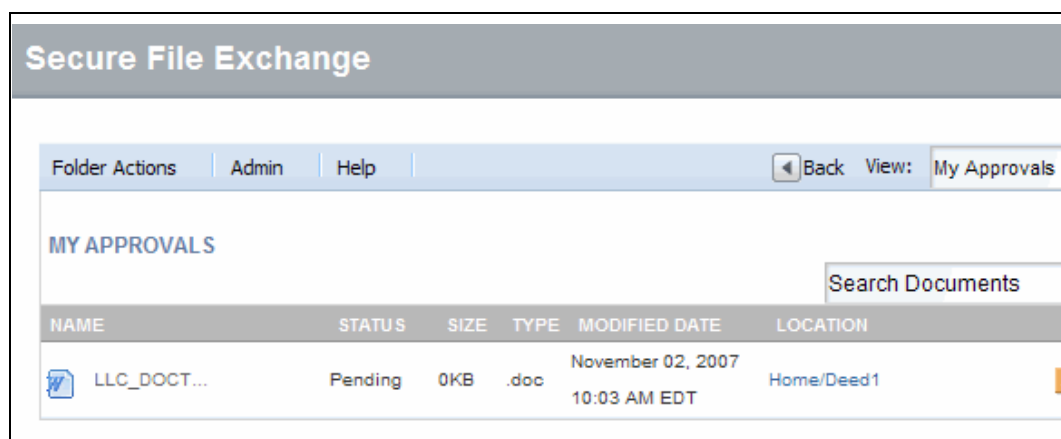 Secure File Exchange
Folder Actions Admin Help Back View: My Approvals
MY APPROVALS
Search Documents
NAME STATUS SIZE TYPE MODIFIED DATE LOCATION
LLC_DOCT... Pending 0KB .doc November 02, 2007 10:03 AM EDT Home/Deed1